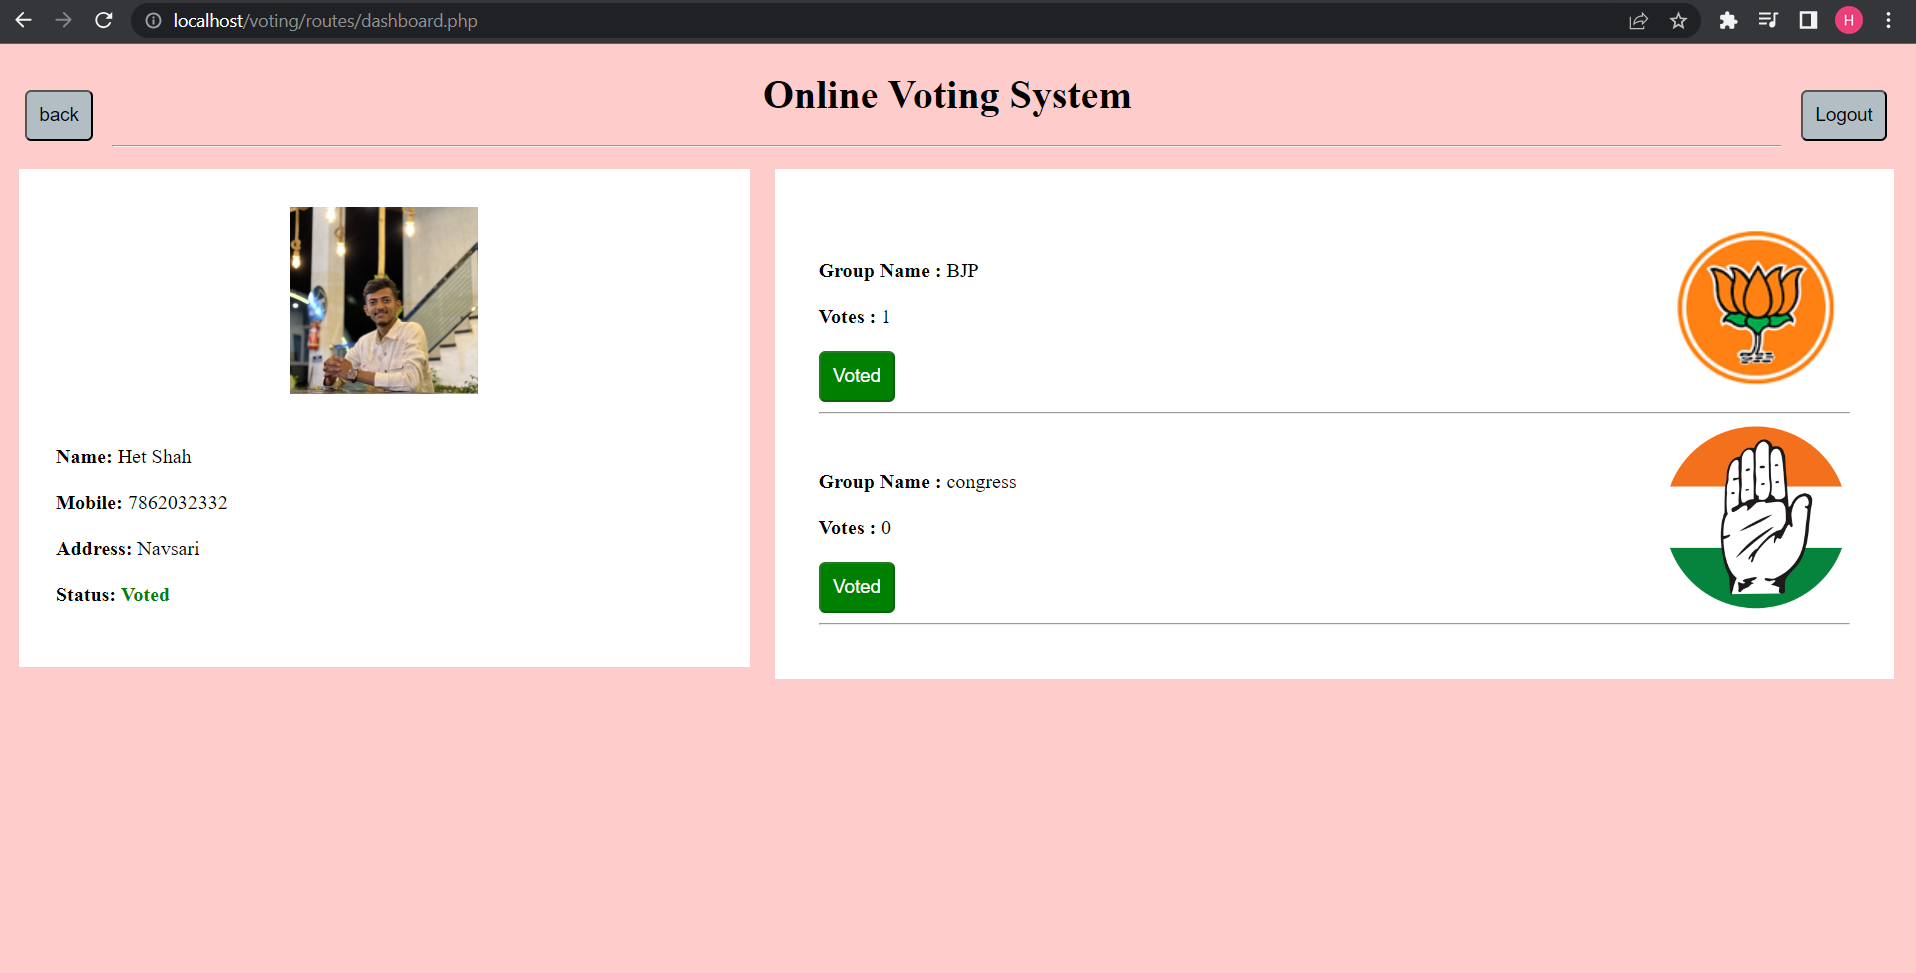 localhost/voting/routes/dashboard.php
H
Online Voting System
back
Logout
Name: Het Shah
Mobile: 7862032332
Address: Navsari
Status: Voted
Group Name : BJP
Votes : 1
Voted
Group Name : congress
Votes : 0
Voted